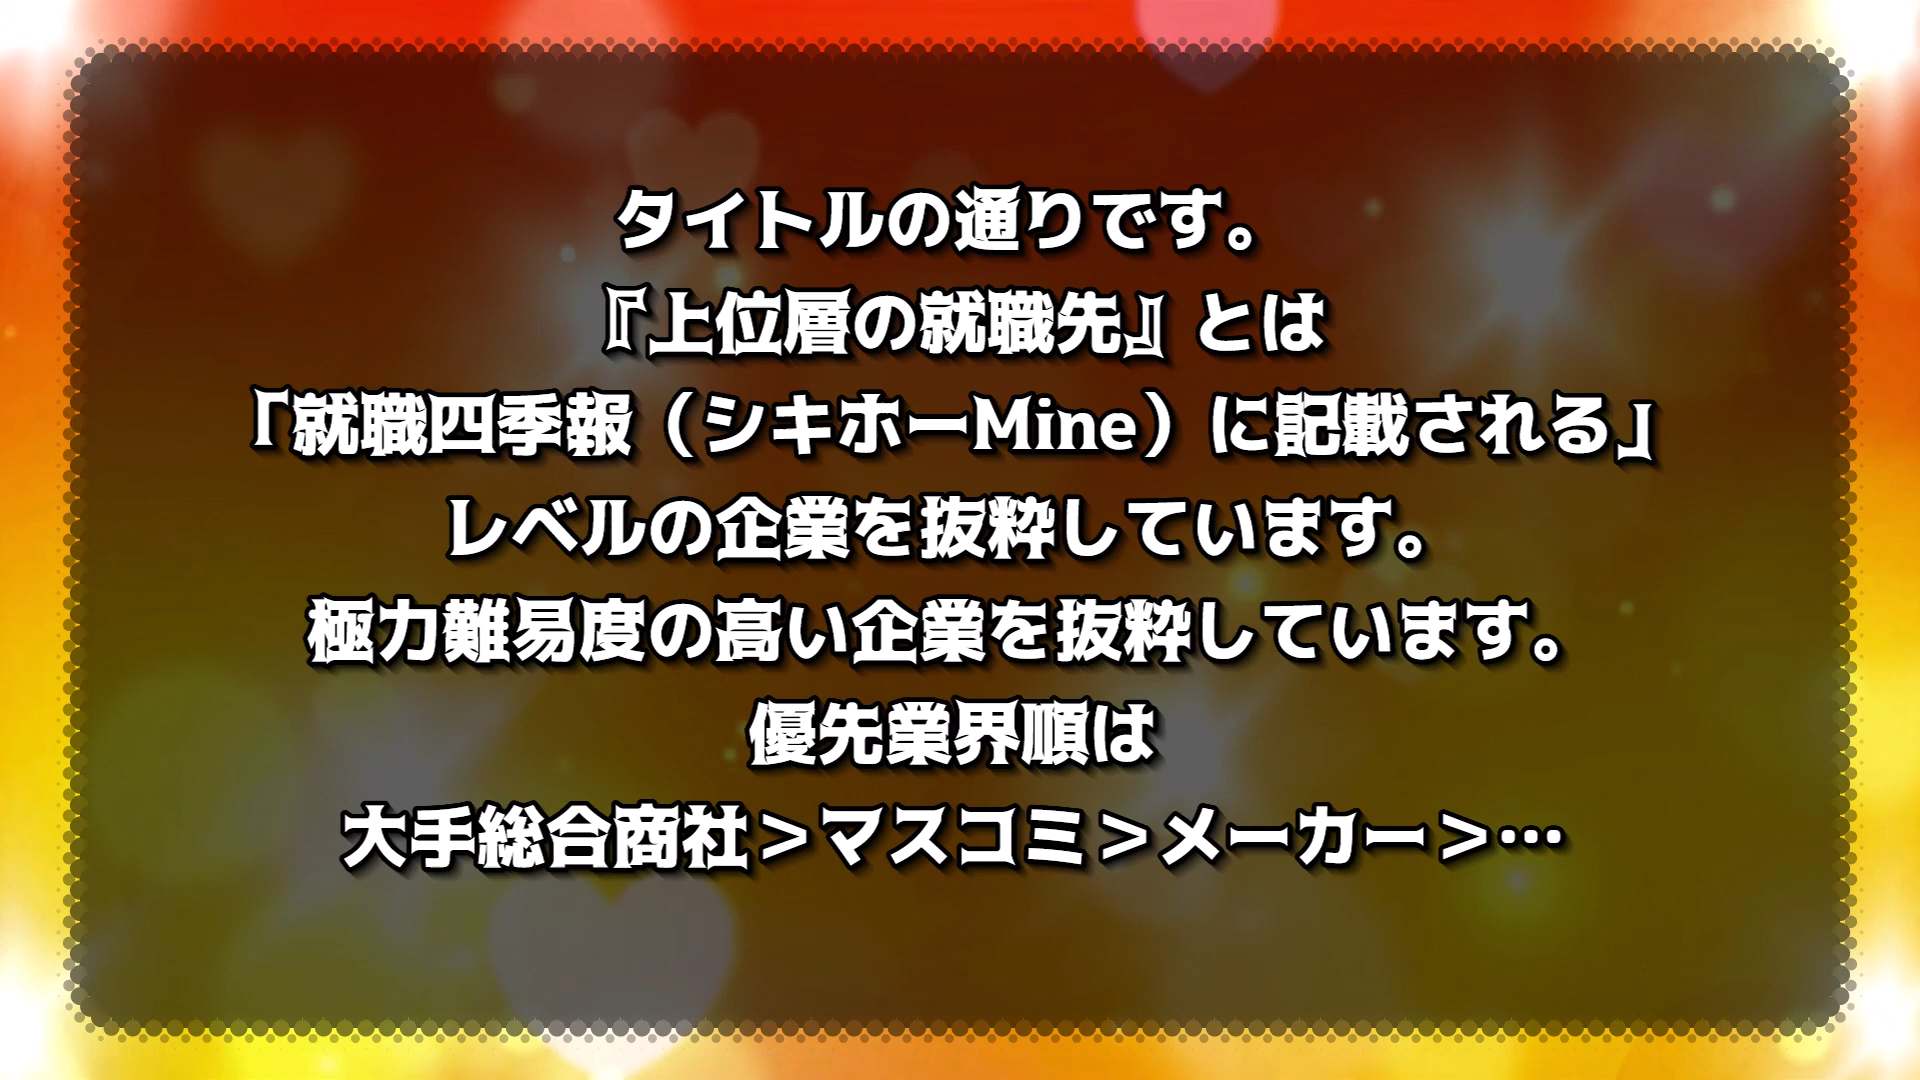 タイトルの通りです。
『上位層の就職先』とは
「就職四季報（シキホーMine）に記載される」
レベルの企業を抜粋しています。
極力難易度の高い企業を抜粋しています。
優先業界順は
大手総合商社＞マスコミ＞メーカー＞…